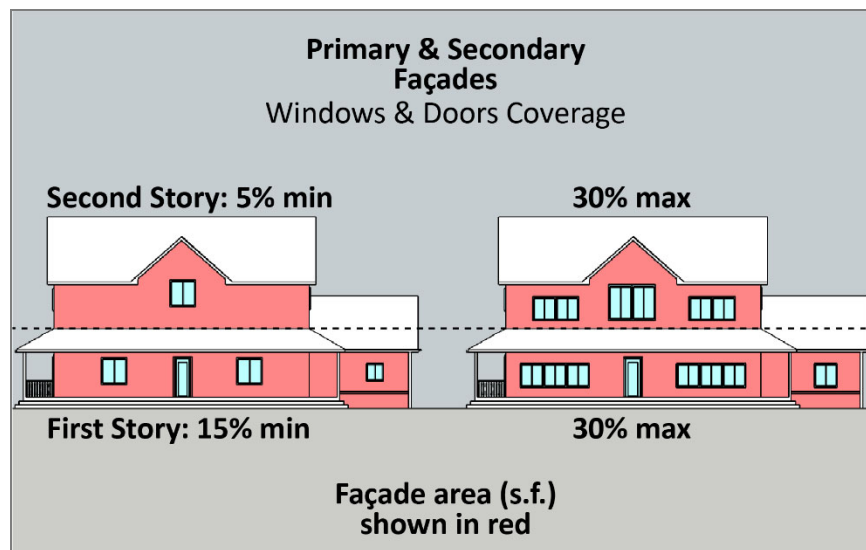 Primary & Secondary
Façades
Windows & Doors Coverage
Second Story: 5% min
30% max
First Story: 15% min
30% max
Façade area (s.f.)
shown in red